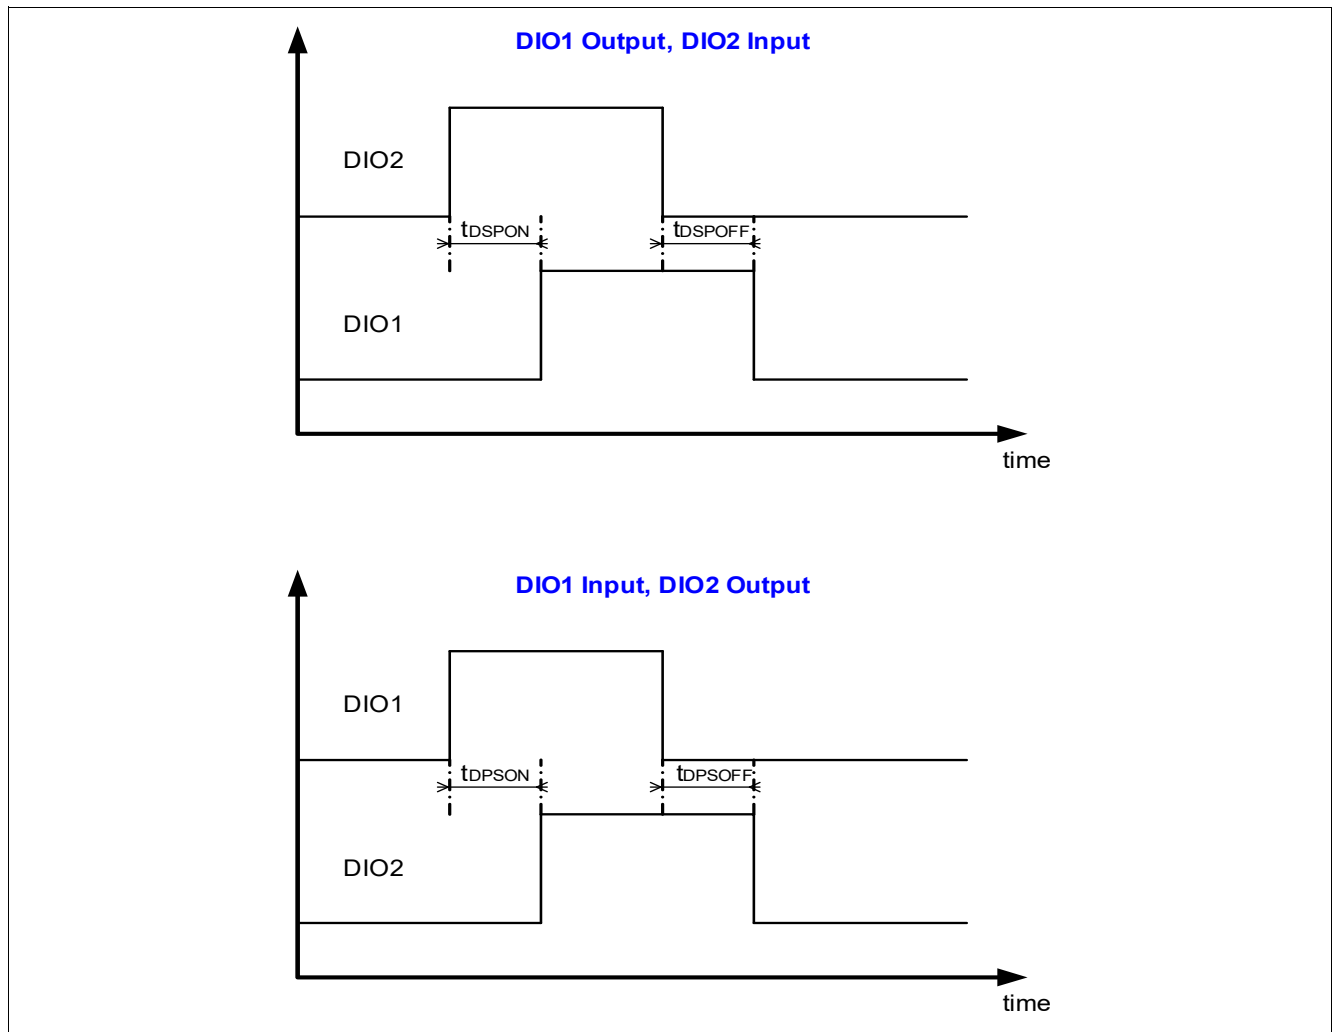 DIO1 Output, DIO2 Input
DIO2
tDSPON
tDSPOFF
DIO1
time
DIO1 Input, DIO2 Output
DIO1
tDPSON
tDPSOFF
DIO2
time